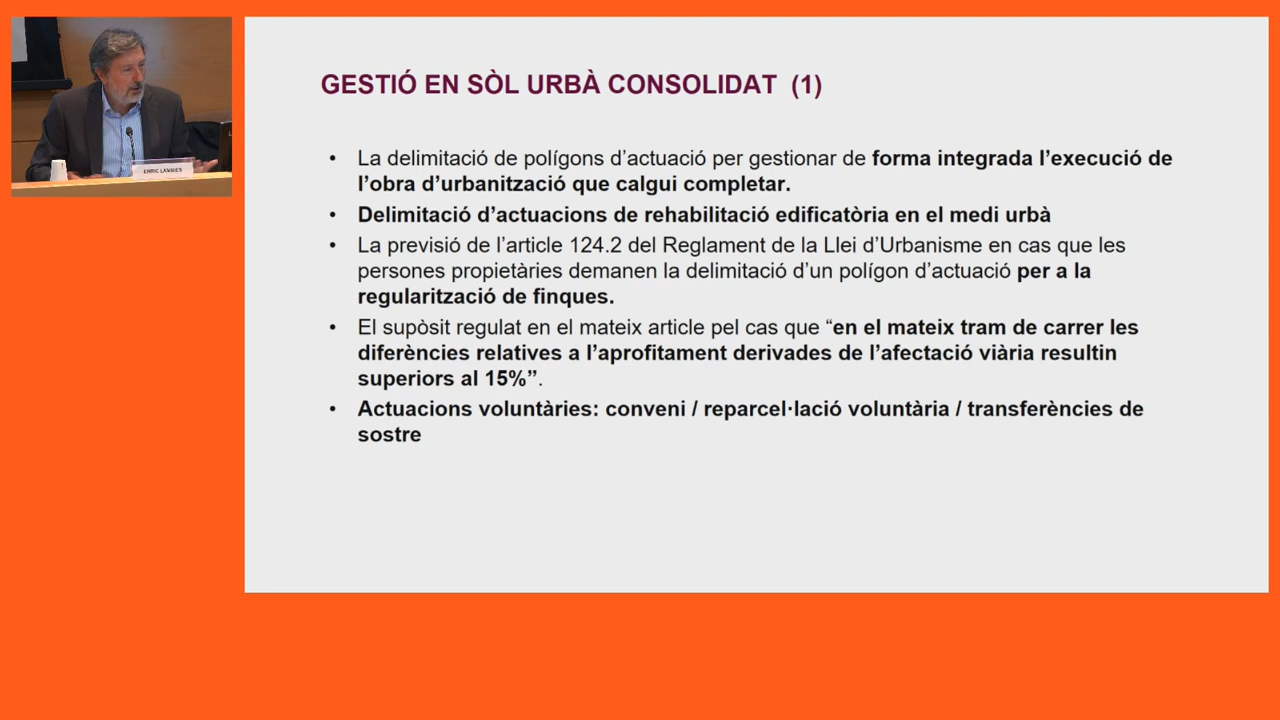 GESTIÓ EN SÒL URBÀ CONSOLIDAT (1)
• La delimitació de polígons d’actuació per gestionar de forma integrada l’execució de
l’obra d’urbanització que calgui completar.
• Delimitació d’actuacions de rehabilitació edificatòria en el medi urbà
• La previsió de l’article 124.2 del Reglament de la Llei d’Urbanisme en cas que les
persones propietàries demanen la delimitació d’un polígon d’actuació per a la
regularització de finques.
• El supòsit regulat en el mateix article pel cas que “en el mateix tram de carrer les
diferències relatives a l’aprofitament derivades de l’afectació viària resultin
superiors al 15%”.
• Actuacions voluntàries: conveni / reparcel·lació voluntària / transferències de
sostre
ENRIC LAMBIES